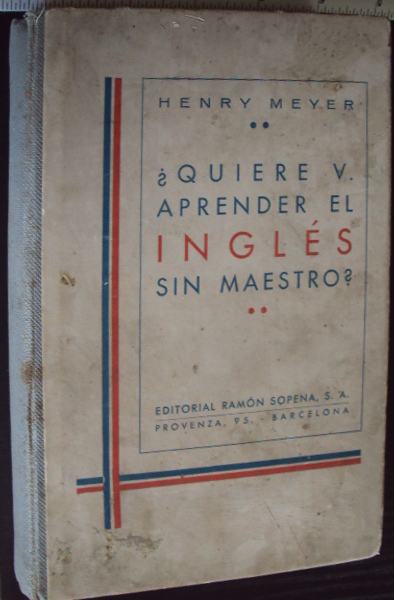 HENRY MEYER
¿QUIERE V.
APRENDER EL
INGLÉS
SIN MAESTRO?
EDITORIAL RAMÓN SOPENA, S. A.
PROVENZA, 95. - BARCELONA